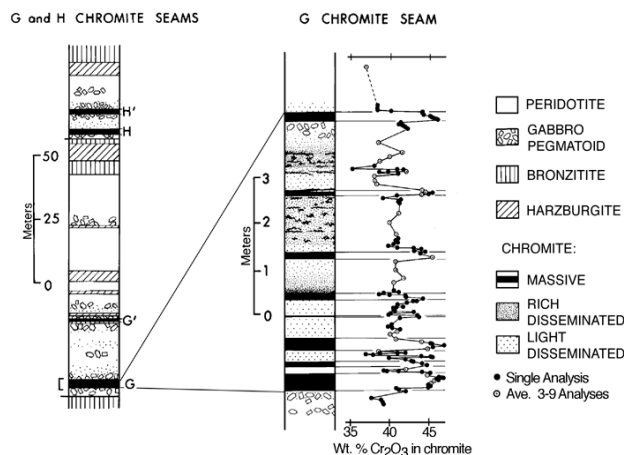 G and H CHROMITE SEAMS
G CHROMITE SEAM
H'
H
50
25
0
Meters
G'
G
3
2
1
0
Meters
35
40
45
Wt. % Cr₂O₃ in chromite
PERIDOTITE
GABBRO
PEGMATOID
BRONZITITE
HARZBURGITE
CHROMITE:
MASSIVE
RICH
DISSEMINATED
LIGHT
DISSEMINATED
Single Analysis
Ave. 3-9 Analyses